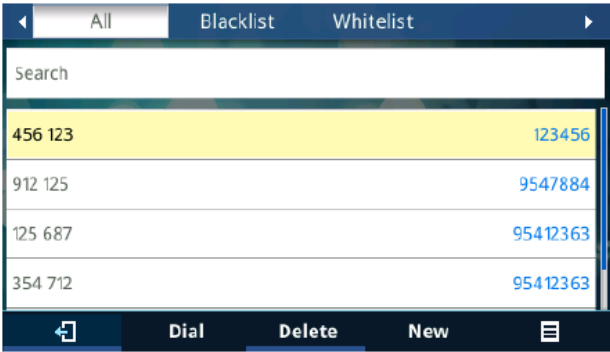 All Blacklist Whitelist
Search
456 123 123456
912 125 9547884
125 687 95412363
354 712 95412363
Dial Delete New